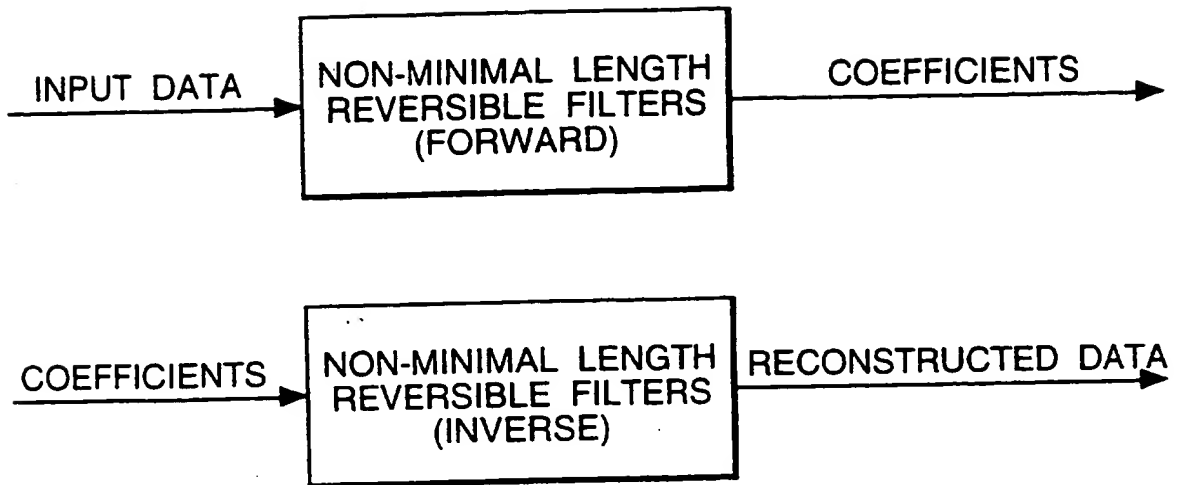 INPUT DATA
NON-MINIMAL LENGTH
REVERSIBLE FILTERS
(FORWARD)
COEFFICIENTS
COEFFICIENTS
NON-MINIMAL LENGTH
REVERSIBLE FILTERS
(INVERSE)
RECONSTRUCTED DATA